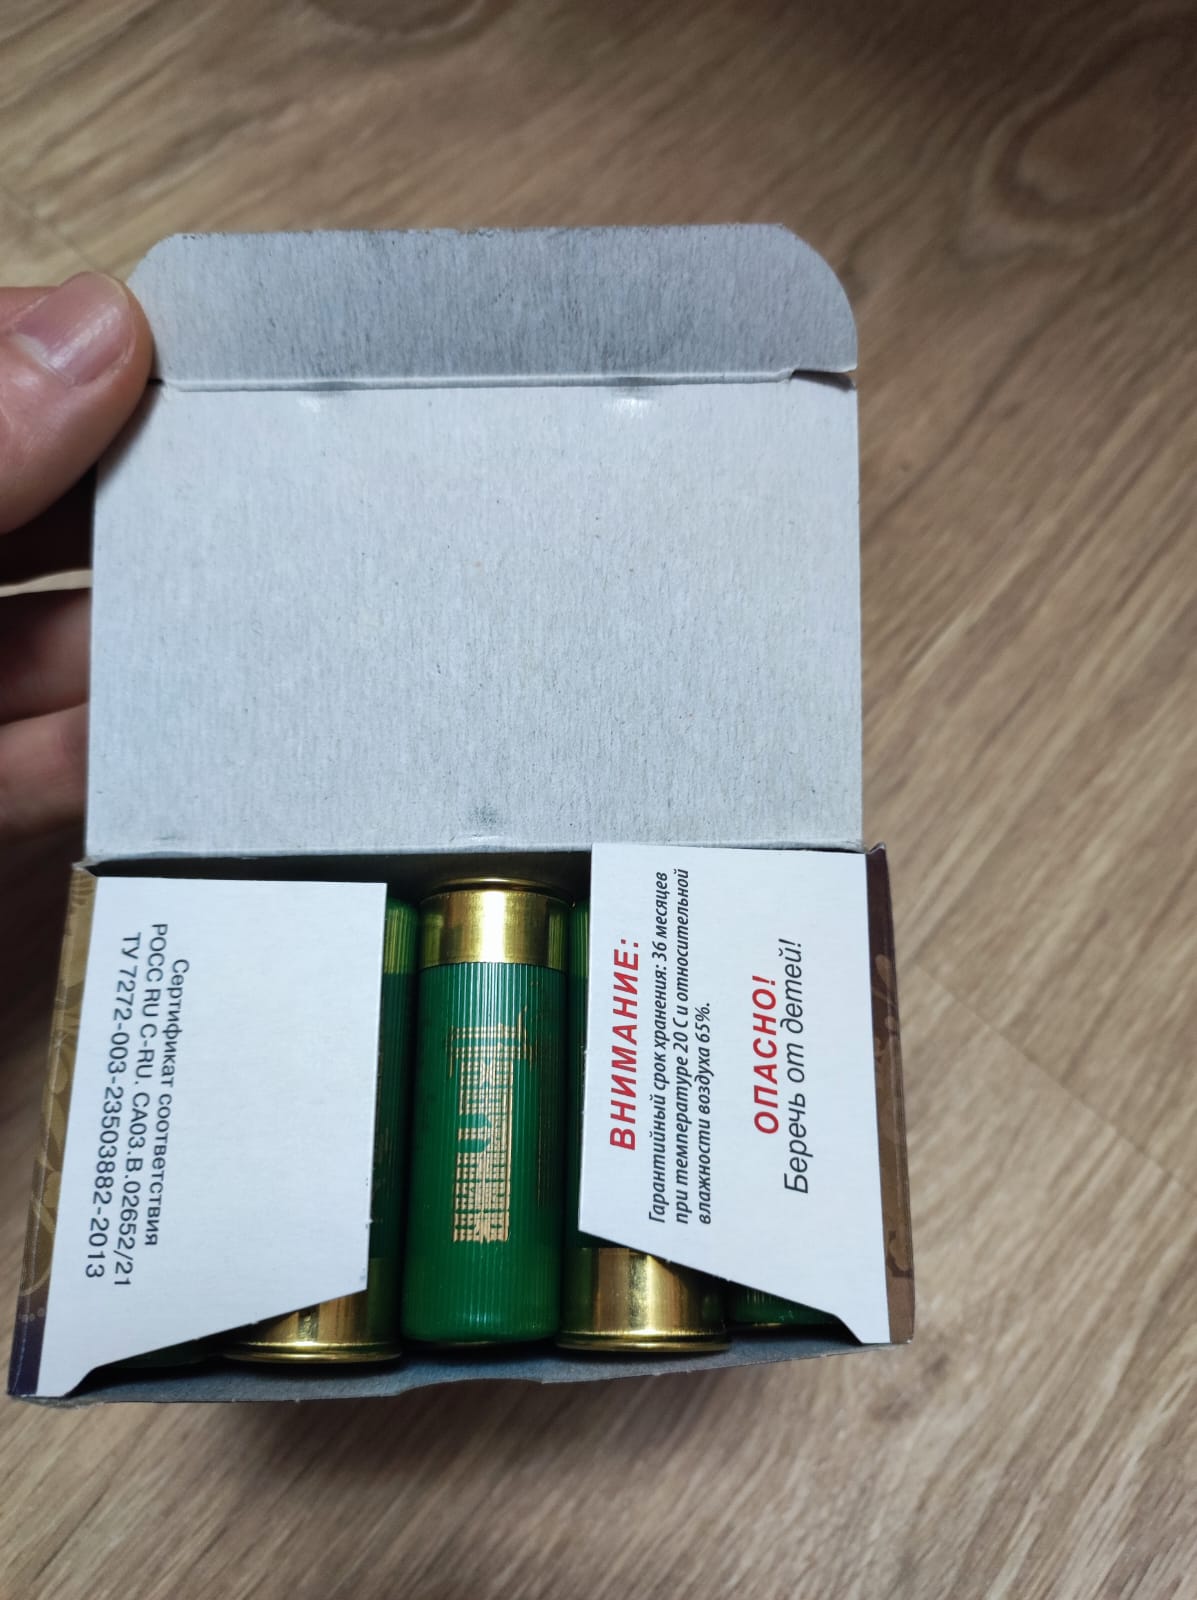 Сертификат соответствия
РОСС RU C-RU. СА03.В.02652/21
ТУ 7272-003-23503882-2013
ВНИМАНИЕ:
Гарантийный срок хранения: 36 месяцев
при температуре 20 С и относительной
влажности воздуха 65%.
ОПАСНО!
Беречь от детей!